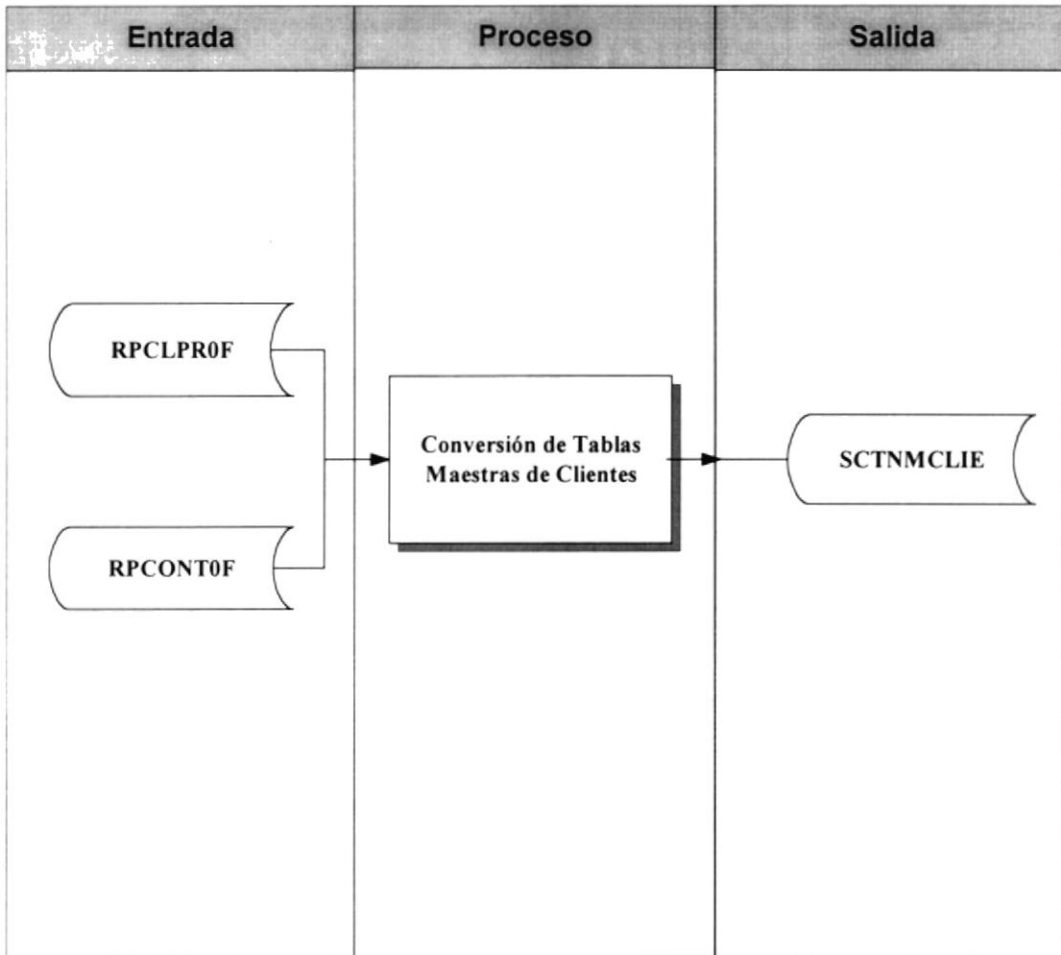 Entrada
Proceso
Salida
RPCLPR0F
RPCONT0F
Conversión de Tablas
Maestras de Clientes
SCTNMCLIE